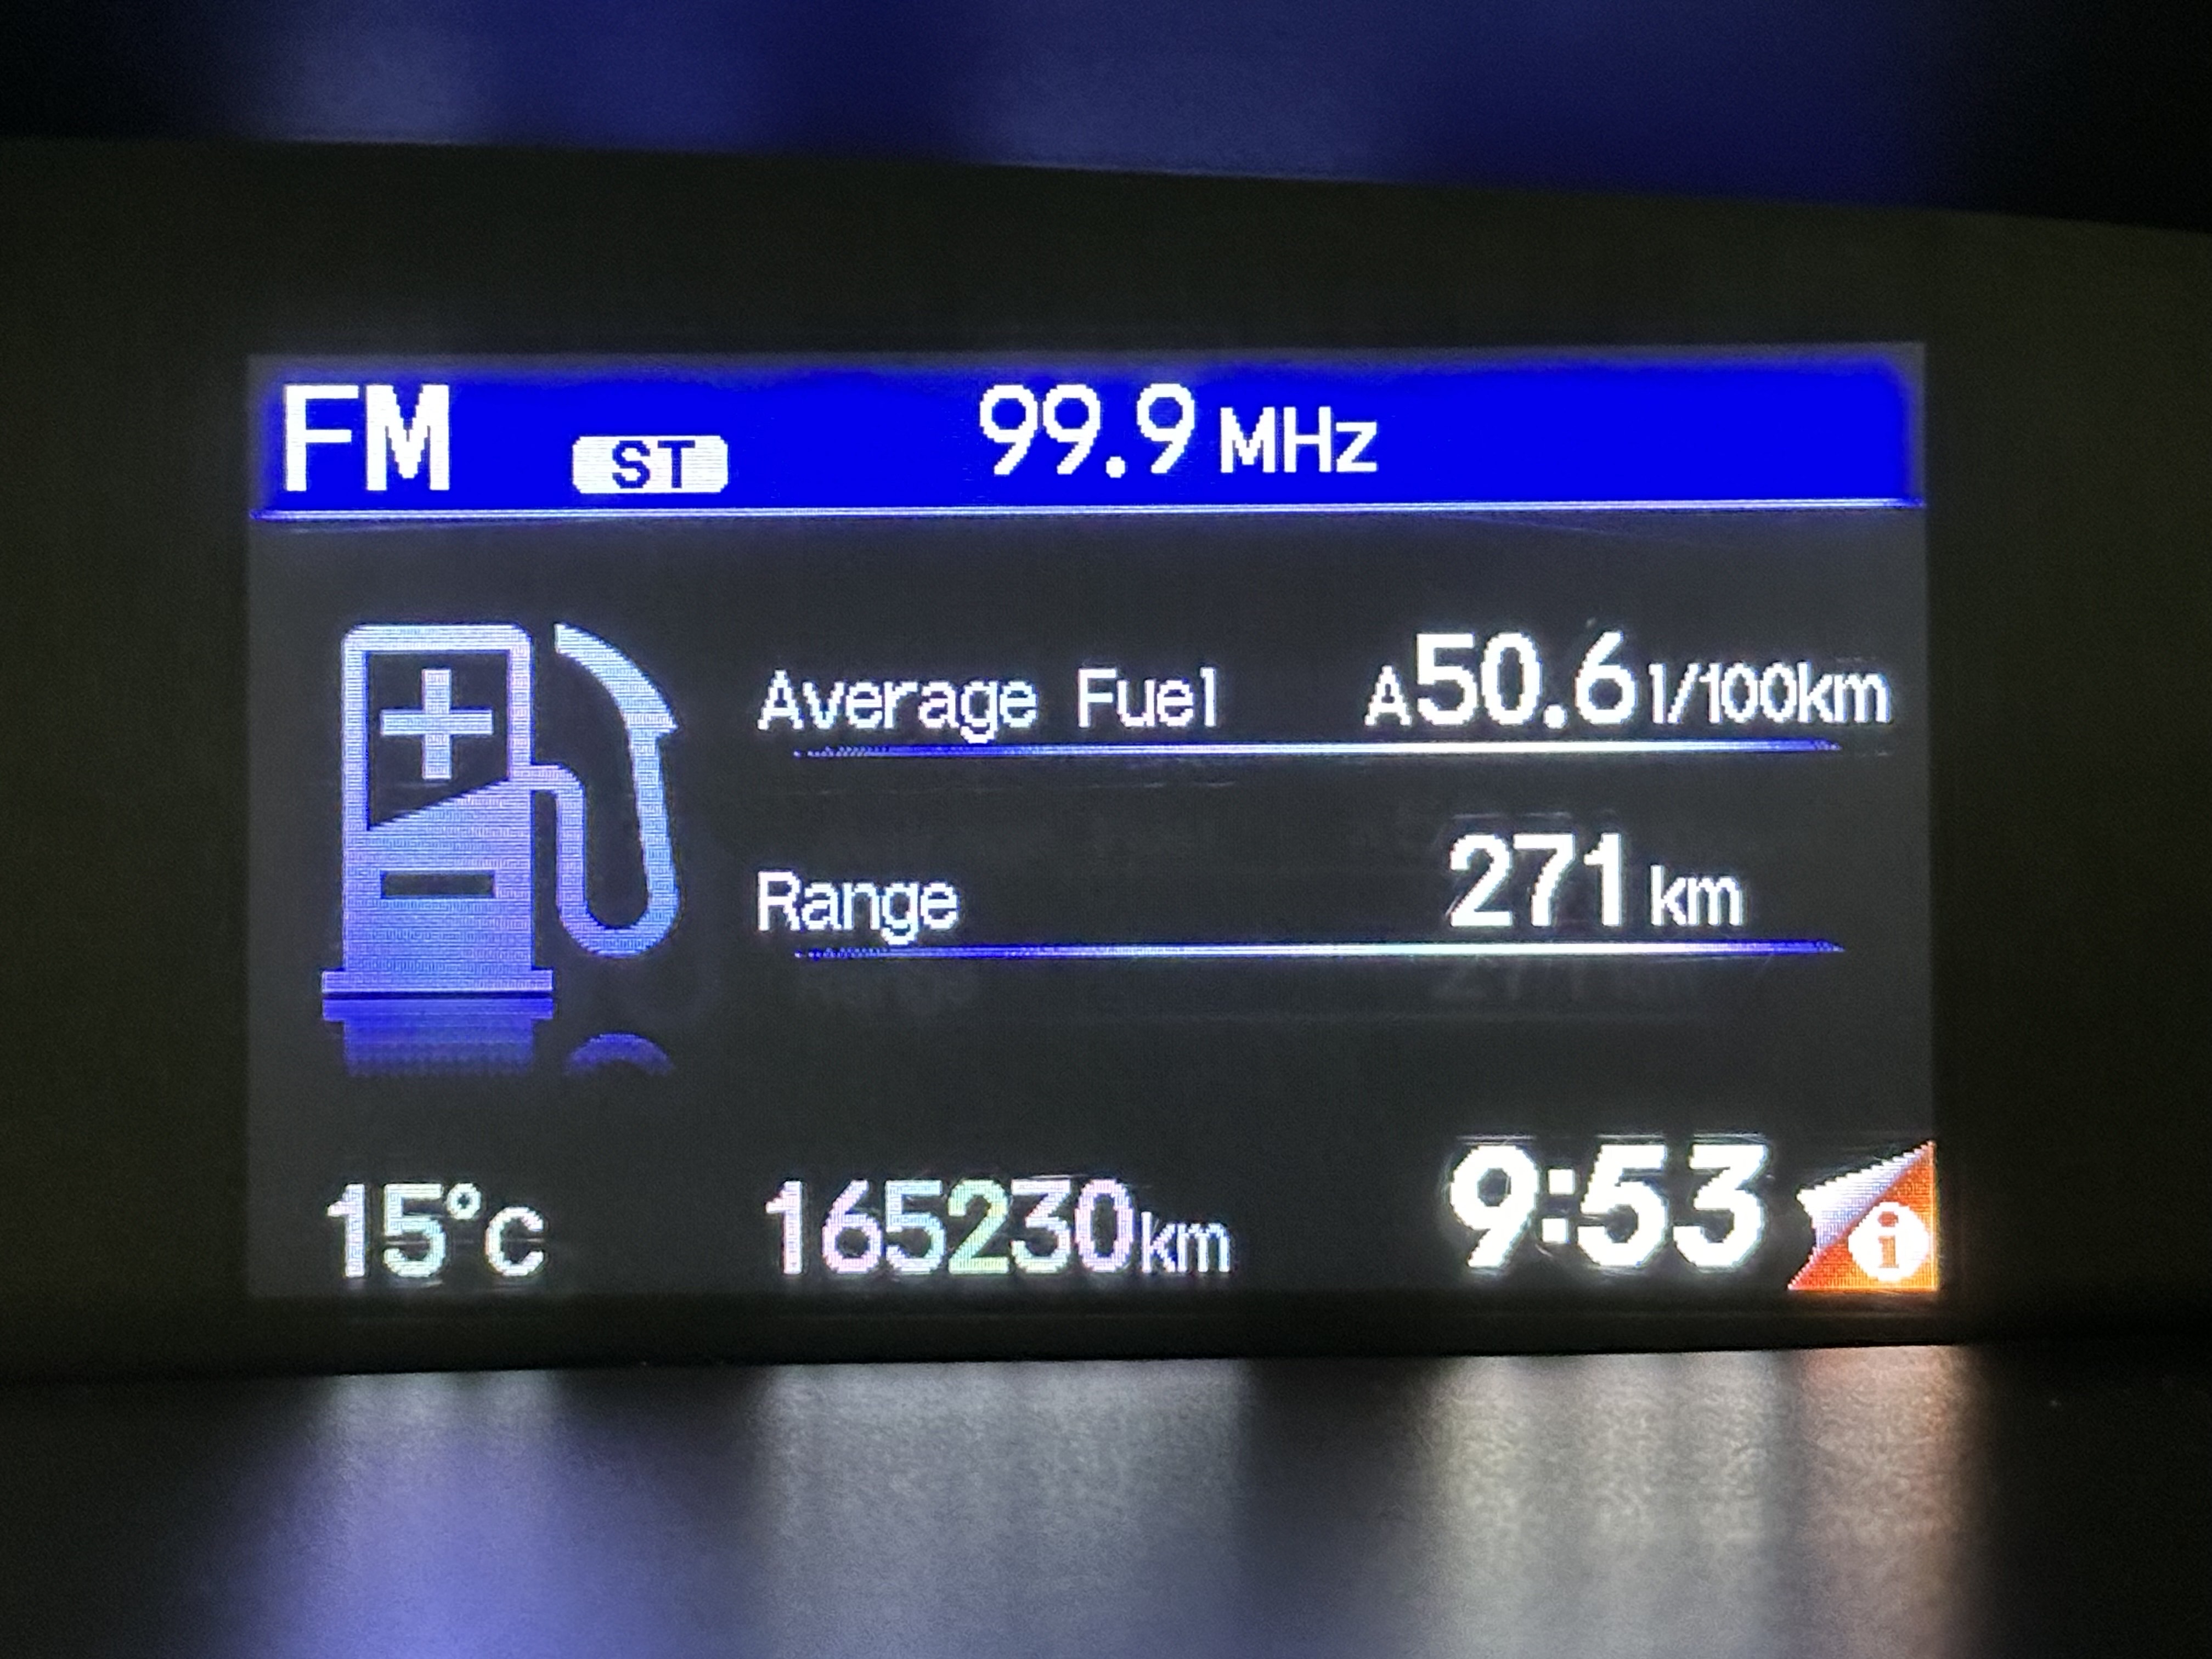 FM ST 99.9 MHz
Average Fuel A50.6 l/100km
Range 271 km
15°C 165230km 9:53 i